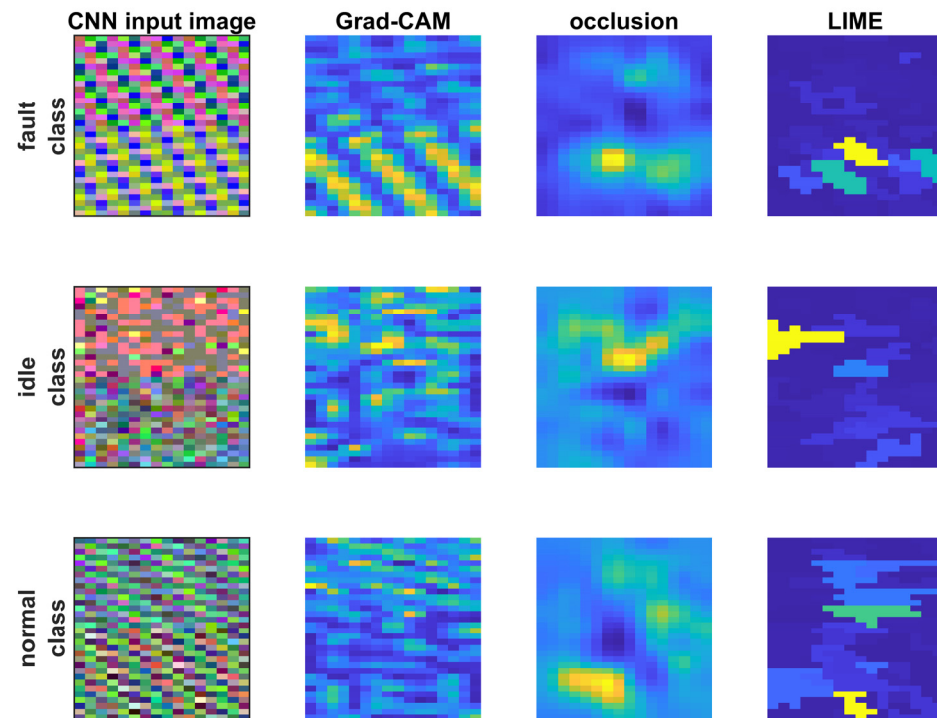 CNN input image
Grad-CAM
occlusion
LIME
fault
class
idle
class
normal
class